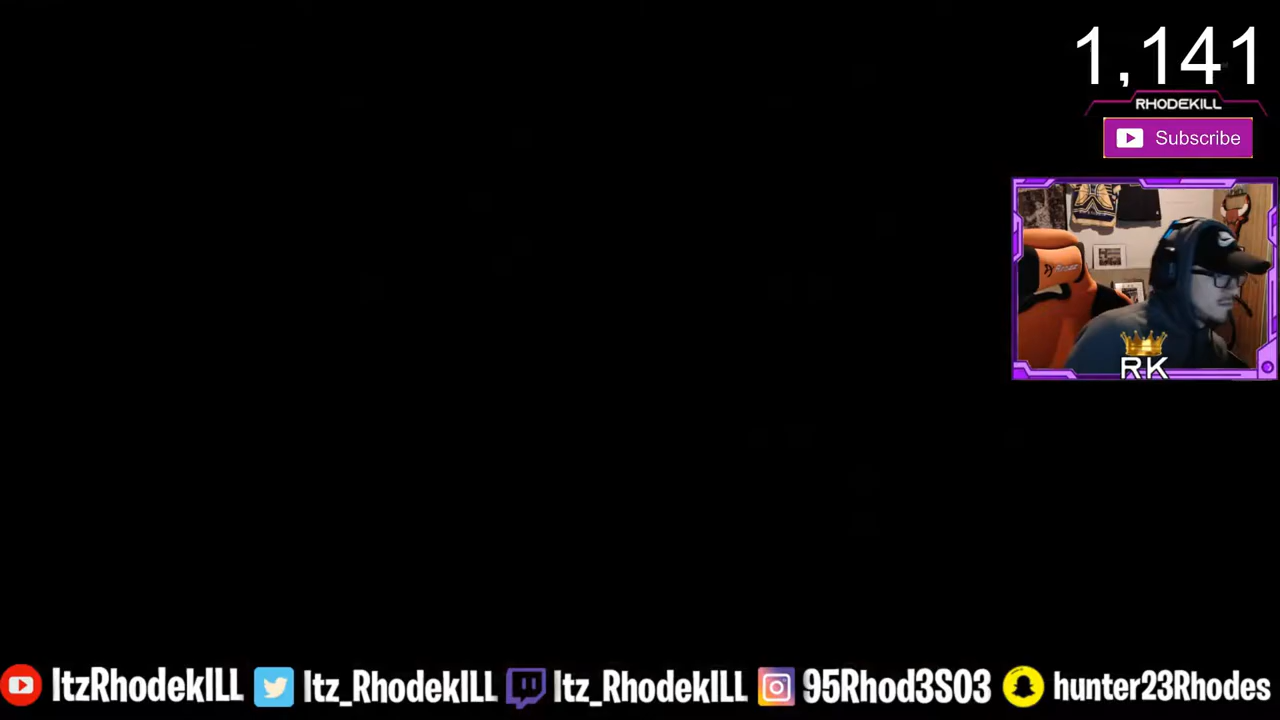 1,141
RHODEKILL
Subscribe
RK
ItzRhodekILL Itz_RhodekILL Itz_RhodekILL 95Rhod3S03 hunter23Rhodes